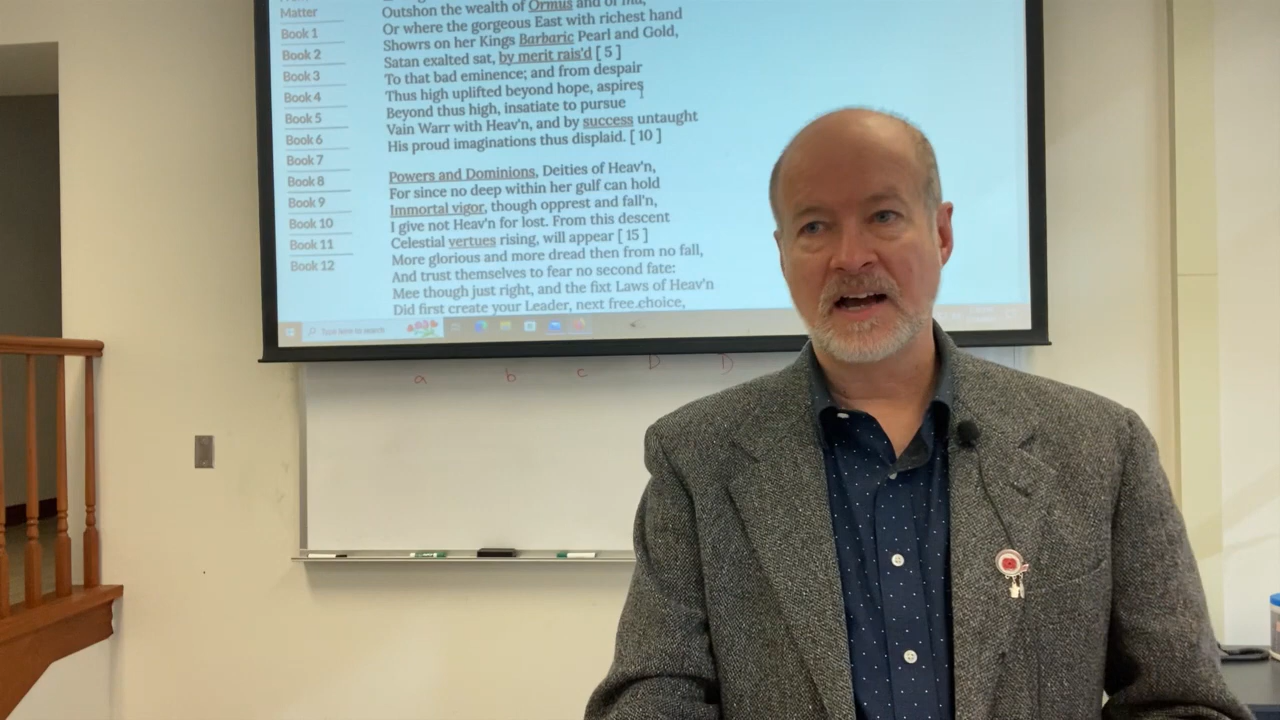 Matter
Book 1
Book 2
Book 3
Book 4
Book 5
Book 6
Book 7
Book 8
Book 9
Book 10
Book 11
Book 12
Outshon the wealth of Ormus and of Ind,
Or where the gorgeous East with richest hand
Showrs on her Kings Barbaric Pearl and Gold,
Satan exalted sat, by merit rais'd [ 5 ]
To that bad eminence; and from despair
Thus high uplifted beyond hope, aspires
Beyond thus high, insatiate to pursue
Vain Warr with Heav'n, and by success untaught
His proud imaginations thus displaid. [ 10 ]
Powers and Dominions, Deities of Heav'n,
For since no deep within her gulf can hold
Immortal vigor, though opprest and fall'n,
I give not Heav'n for lost. From this descent
Celestial vertues rising, will appear [ 15 ]
More glorious and more dread then from no fall,
And trust themselves to fear no second fate:
Mee though just right, and the fixt Laws of Heav'n
Did first create your Leader, next free choice,
Type here to search
a b c D D